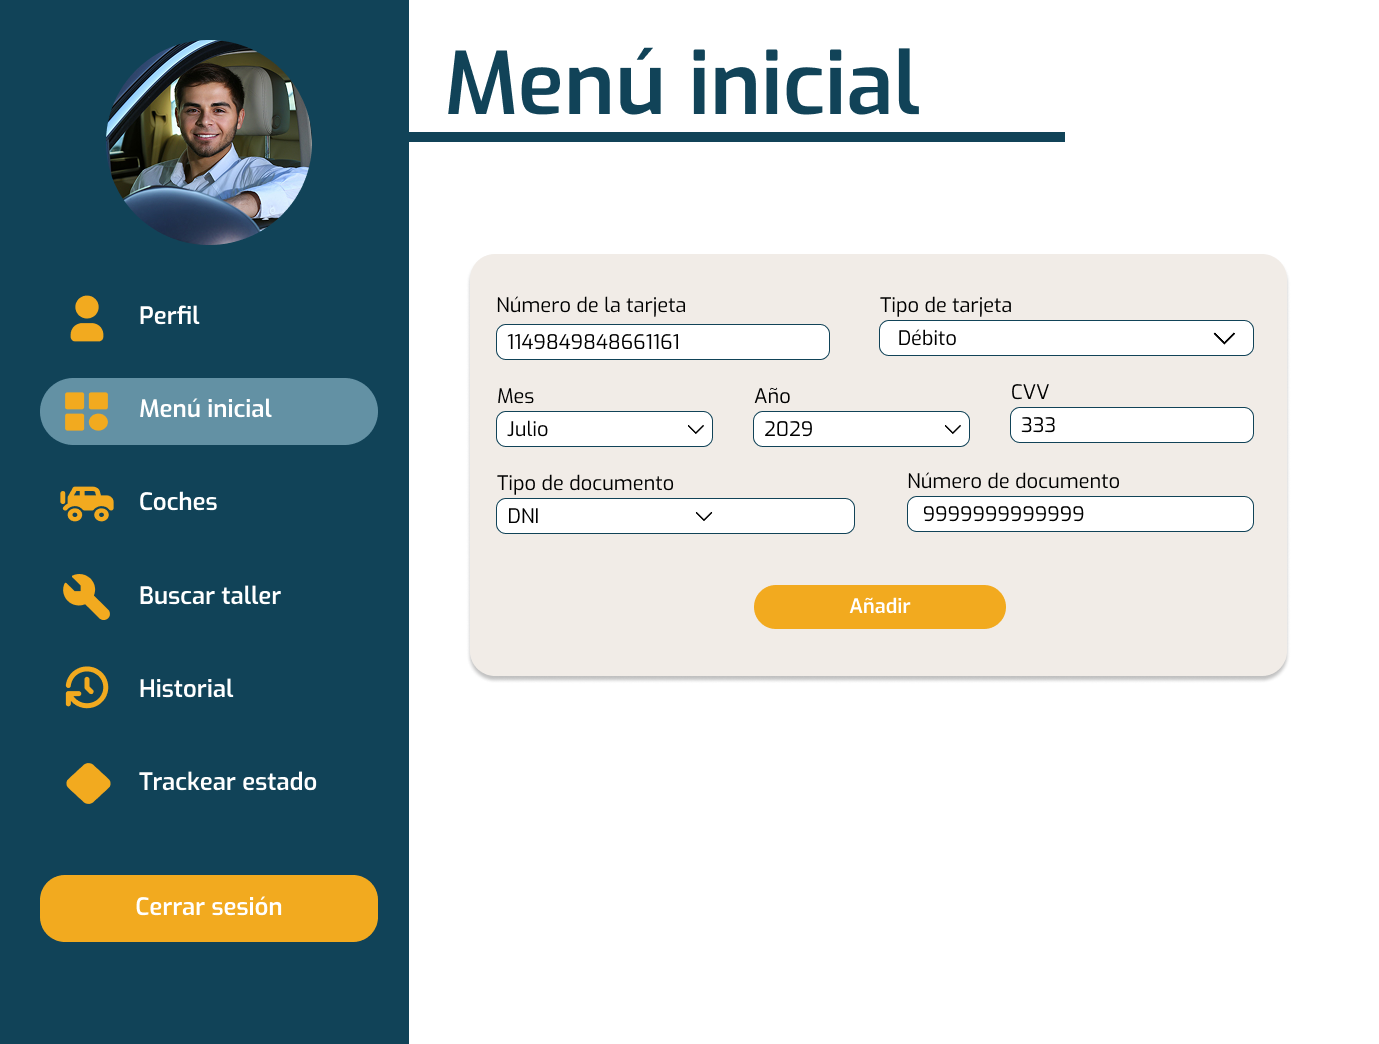 Menú inicial
Perfil
Menú inicial
Coches
Buscar taller
Historial
Trackear estado
Cerrar sesión
Número de la tarjeta
1149849848661161
Tipo de tarjeta
Débito
Mes
Julio
Año
2029
CVV
333
Tipo de documento
DNI
Número de documento
9999999999999
Añadir